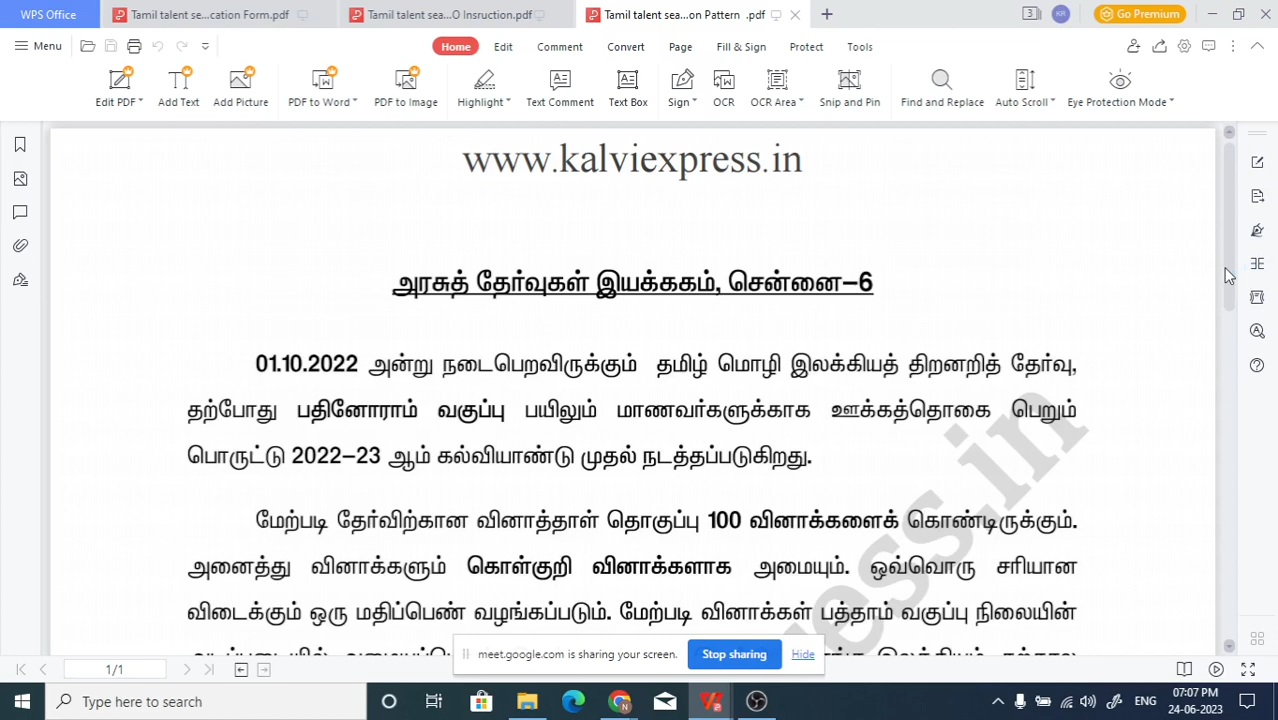 WPS Office
Tamil talent se...cation Form.pdf
Tamil talent sea...O Insruction.pdf
Tamil talent sea...on Pattern .pdf
3
KR
Go Premium
Menu
Home Edit Comment Convert Page Fill & Sign Protect Tools
Edit PDF Add Text Add Picture PDF to Word PDF to Image Highlight Text Comment Text Box Sign OCR OCR Area Snip and Pin Find and Replace Auto Scroll Eye Protection Mode
www.kalviexpress.in
அரசுத் தேர்வுகள் இயக்ககம், சென்னை–6
01.10.2022 அன்று நடைபெறவிருக்கும் தமிழ் மொழி இலக்கியத் திறனறித் தேர்வு,
தற்போது பதினோராம் வகுப்பு பயிலும் மாணவர்களுக்காக ஊக்கத்தொகை பெறும்
பொருட்டு 2022–23 ஆம் கல்வியாண்டு முதல் நடத்தப்படுகிறது.
மேற்படி தேர்விற்கான வினாத்தாள் தொகுப்பு 100 வினாக்களைக் கொண்டிருக்கும்.
அனைத்து வினாக்களும் கொள்குறி வினாக்களாக அமையும். ஒவ்வொரு சரியான
விடைக்கும் ஒரு மதிப்பெண் வழங்கப்படும். மேற்படி வினாக்கள் பத்தாம் வகுப்பு நிலையின்
ess.in
meet.google.com is sharing your screen. Stop sharing Hide
1/1
Type here to search
ENG
07:07 PM
24-06-2023